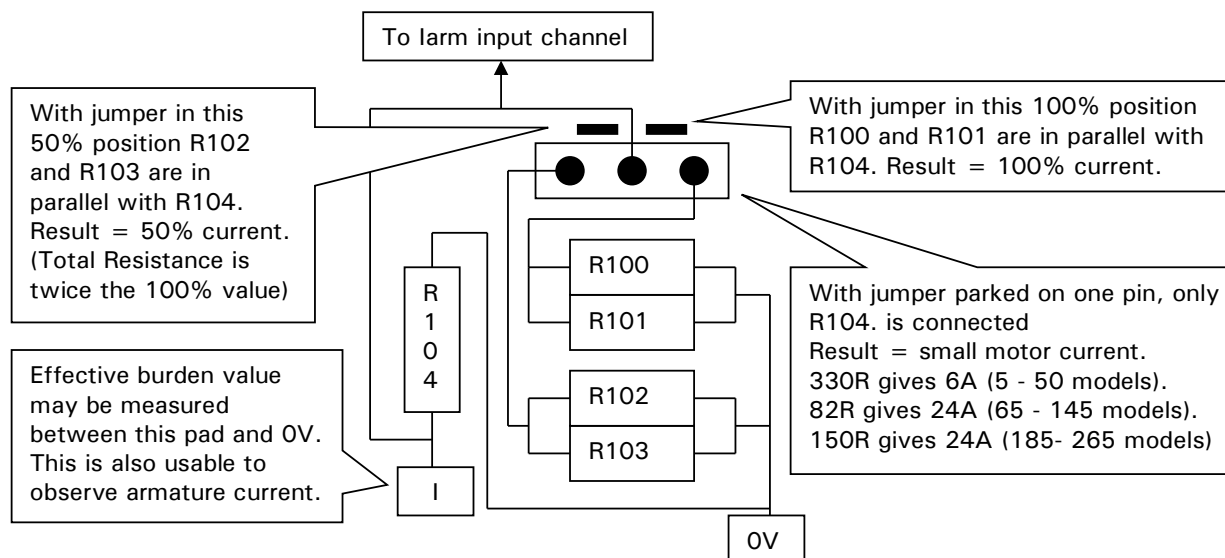 To Iarm input channel
With jumper in this
50% position R102
and R103 are in
parallel with R104.
Result = 50% current.
(Total Resistance is
twice the 100% value)
With jumper in this 100% position
R100 and R101 are in parallel with
R104. Result = 100% current.
R
1
0
4
R100
R101
R102
R103
With jumper parked on one pin, only
R104. is connected
Result = small motor current.
330R gives 6A (5 - 50 models).
82R gives 24A (65 - 145 models).
150R gives 24A (185- 265 models)
Effective burden value
may be measured
between this pad and 0V.
This is also usable to
observe armature current.
I
0V